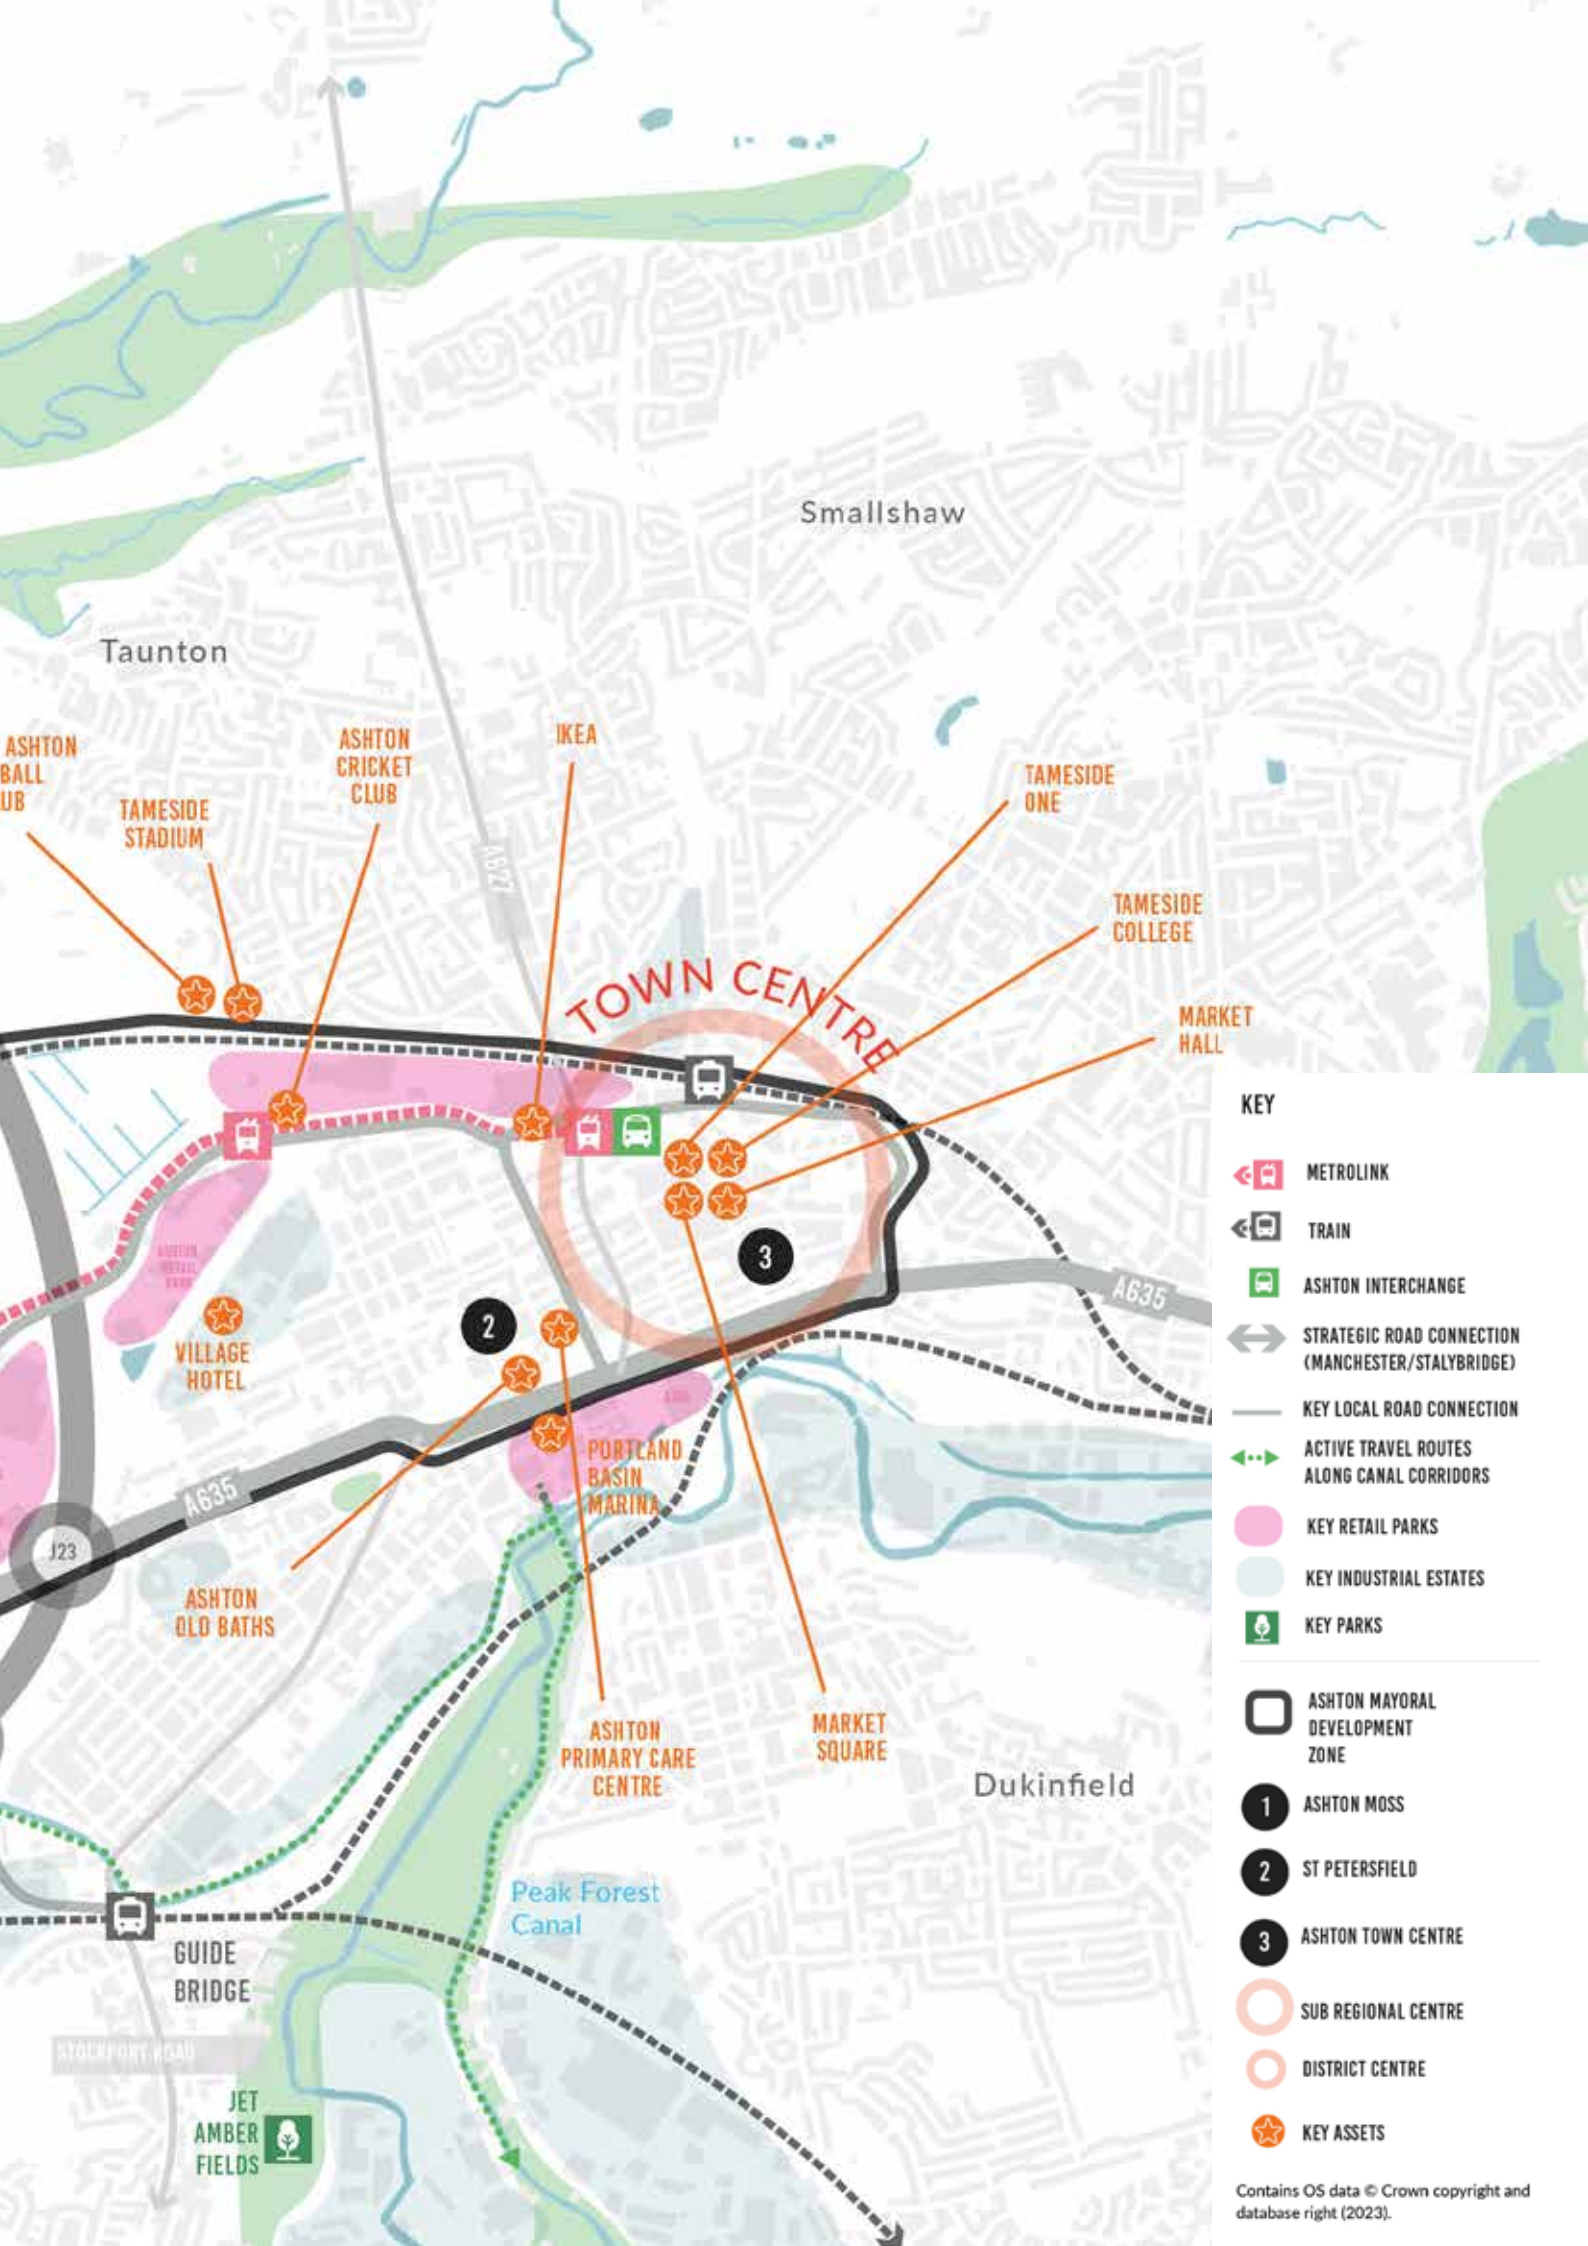 Smallshaw
Taunton
ASHTON
BALL
UB
TAMESIDE
STADIUM
ASHTON
CRICKET
CLUB
IKEA
TAMESIDE
ONE
A627
TAMESIDE
COLLEGE
TOWN CENTRE
MARKET
HALL
ASHTON
RETAIL
PARK
3
2
A635
VILLAGE
HOTEL
PORTLAND
BASIN
MARINA
A635
J23
ASHTON
OLD BATHS
ASHTON
PRIMARY CARE
CENTRE
MARKET
SQUARE
Dukinfield
Peak Forest
Canal
GUIDE
BRIDGE
STOCKPORT ROAD
JET
AMBER
FIELDS
KEY
METROLINK
TRAIN
ASHTON INTERCHANGE
STRATEGIC ROAD CONNECTION
(MANCHESTER/STALYBRIDGE)
KEY LOCAL ROAD CONNECTION
ACTIVE TRAVEL ROUTES
ALONG CANAL CORRIDORS
KEY RETAIL PARKS
KEY INDUSTRIAL ESTATES
KEY PARKS
ASHTON MAYORAL
DEVELOPMENT
ZONE
1 ASHTON MOSS
2 ST PETERSFIELD
3 ASHTON TOWN CENTRE
SUB REGIONAL CENTRE
DISTRICT CENTRE
KEY ASSETS
Contains OS data © Crown copyright and
database right (2023).